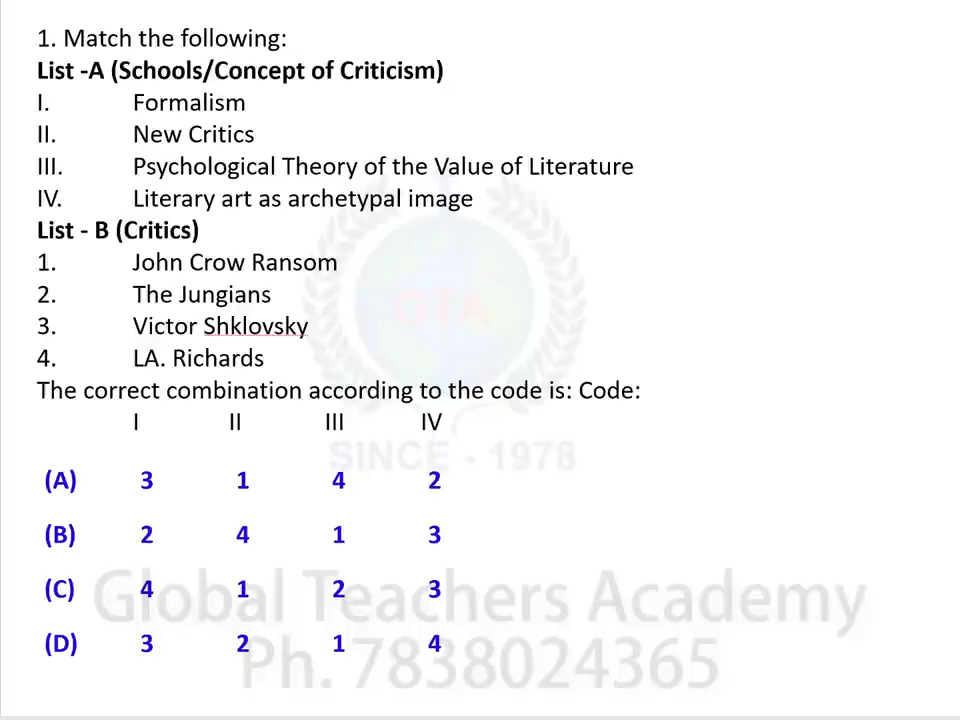 1. Match the following:
List -A (Schools/Concept of Criticism)
I. Formalism
II. New Critics
III. Psychological Theory of the Value of Literature
IV. Literary art as archetypal image
List - B (Critics)
1. John Crow Ransom
2. The Jungians
3. Victor Shklovsky
4. LA. Richards
The correct combination according to the code is: Code:
I II III IV
(A) 3 1 4 2
(B) 2 4 1 3
(C) 4 1 2 3
(D) 3 2 1 4
GTA
SINCE - 1978
Global Teachers Academy
Ph. 7838024365